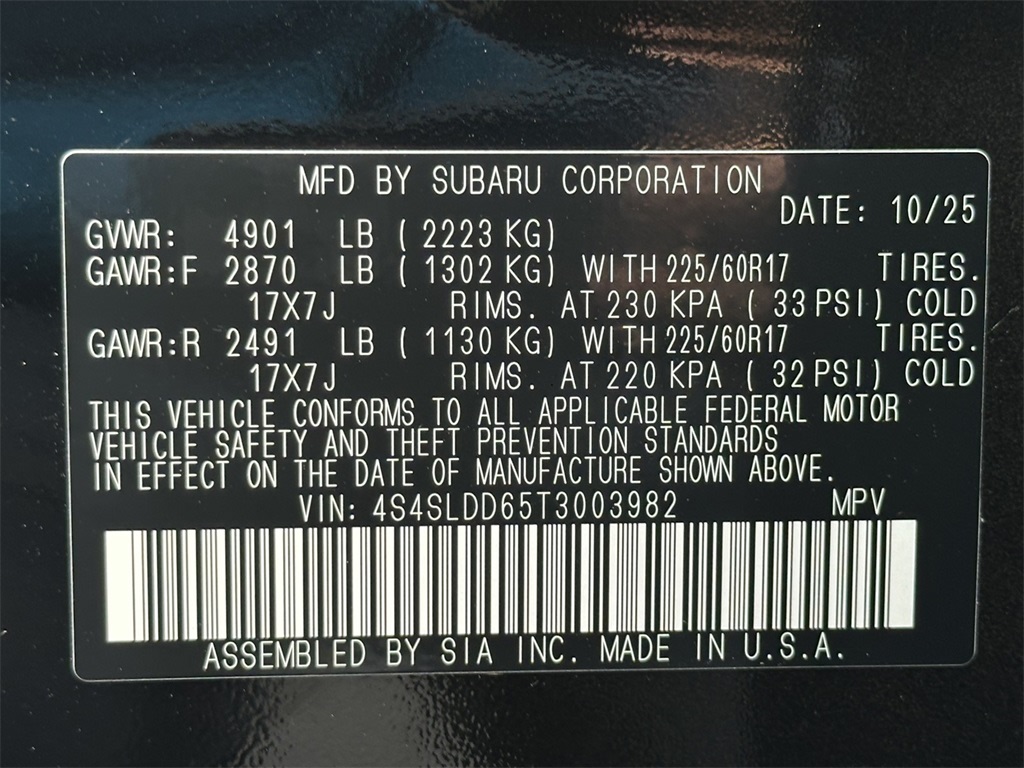 MFD BY SUBARU CORPORATION
DATE: 10/25
GVWR: 4901 LB ( 2223 KG)
GAWR:F 2870 LB ( 1302 KG) WITH 225/60R17 TIRES.
17X7J RIMS. AT 230 KPA ( 33 PSI) COLD
GAWR:R 2491 LB ( 1130 KG) WITH 225/60R17 TIRES.
17X7J RIMS. AT 220 KPA ( 32 PSI) COLD
THIS VEHICLE CONFORMS TO ALL APPLICABLE FEDERAL MOTOR
VEHICLE SAFETY AND THEFT PREVENTION STANDARDS
IN EFFECT ON THE DATE OF MANUFACTURE SHOWN ABOVE.
VIN: 4S4SLDD65T3003982 MPV
ASSEMBLED BY SIA INC. MADE IN U.S.A.